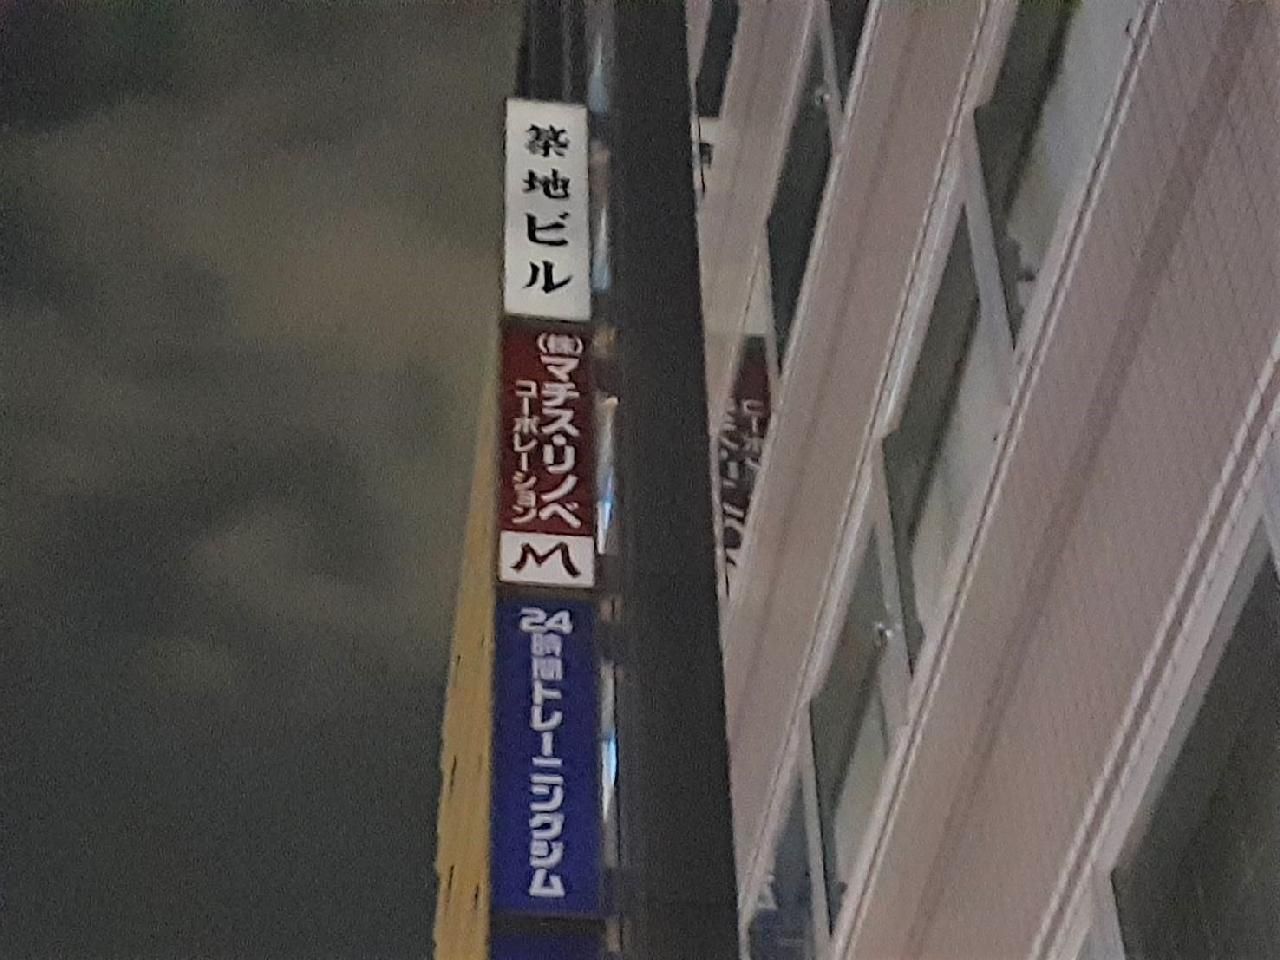 築地ビル
(株)マチス・リノベ
コーポレーション
M
24時間トレーニングジム